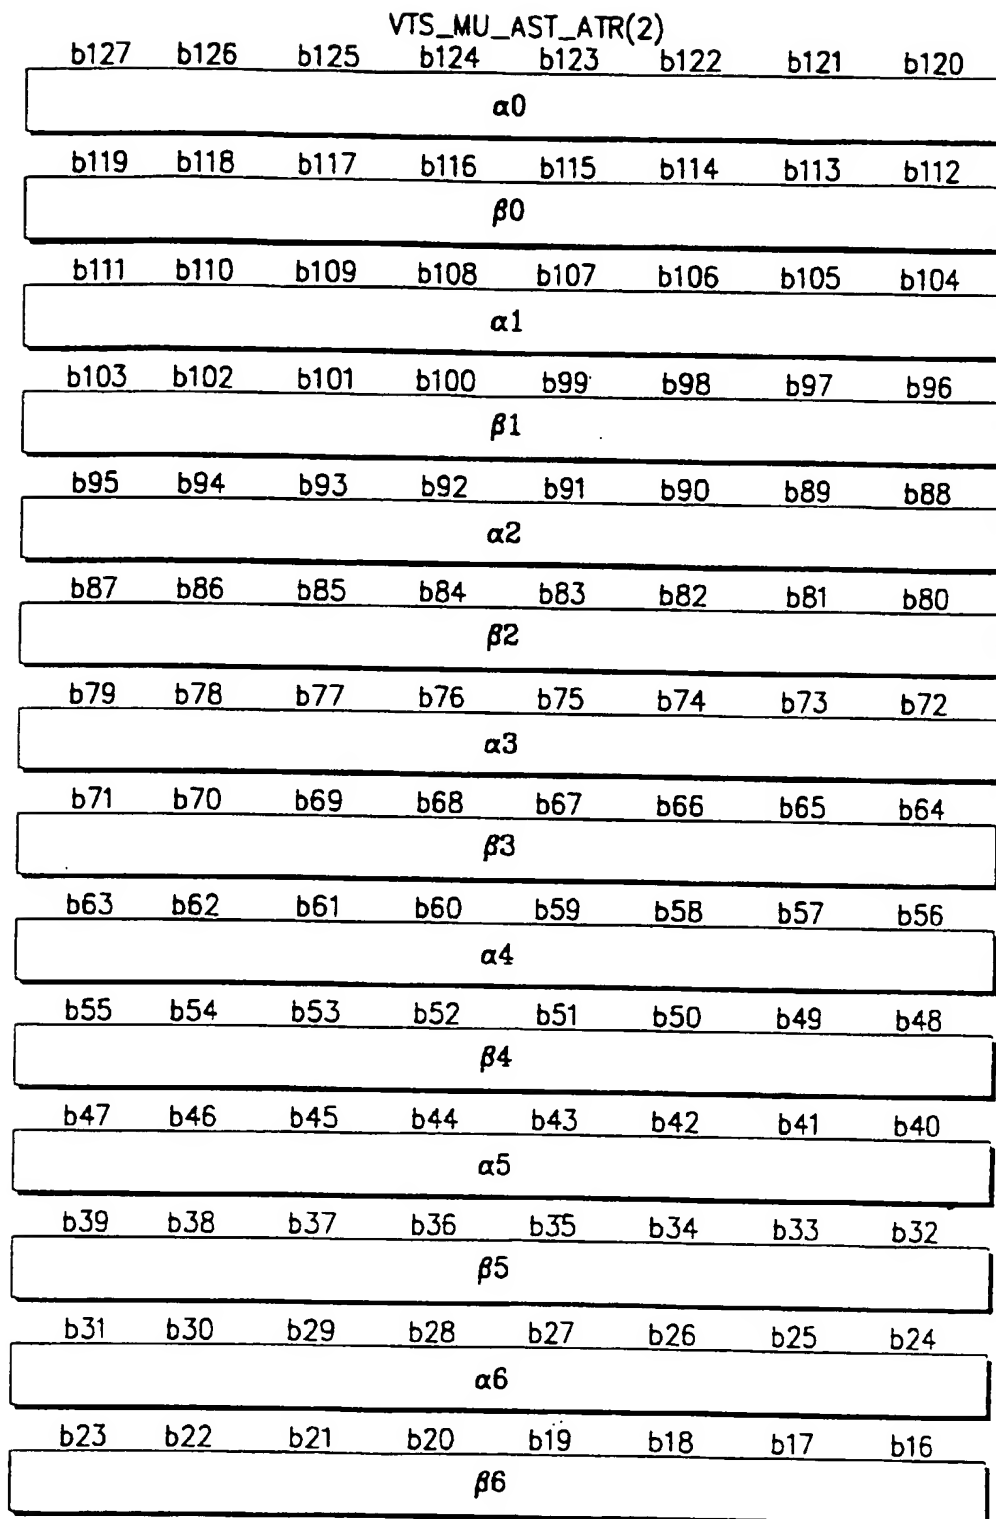 VTS_MU_AST_ATR(2)
b127 b126 b125 b124 b123 b122 b121 b120
α0
b119 b118 b117 b116 b115 b114 b113 b112
β0
b111 b110 b109 b108 b107 b106 b105 b104
α1
b103 b102 b101 b100 b99 b98 b97 b96
β1
b95 b94 b93 b92 b91 b90 b89 b88
α2
b87 b86 b85 b84 b83 b82 b81 b80
β2
b79 b78 b77 b76 b75 b74 b73 b72
α3
b71 b70 b69 b68 b67 b66 b65 b64
β3
b63 b62 b61 b60 b59 b58 b57 b56
α4
b55 b54 b53 b52 b51 b50 b49 b48
β4
b47 b46 b45 b44 b43 b42 b41 b40
α5
b39 b38 b37 b36 b35 b34 b33 b32
β5
b31 b30 b29 b28 b27 b26 b25 b24
α6
b23 b22 b21 b20 b19 b18 b17 b16
β6